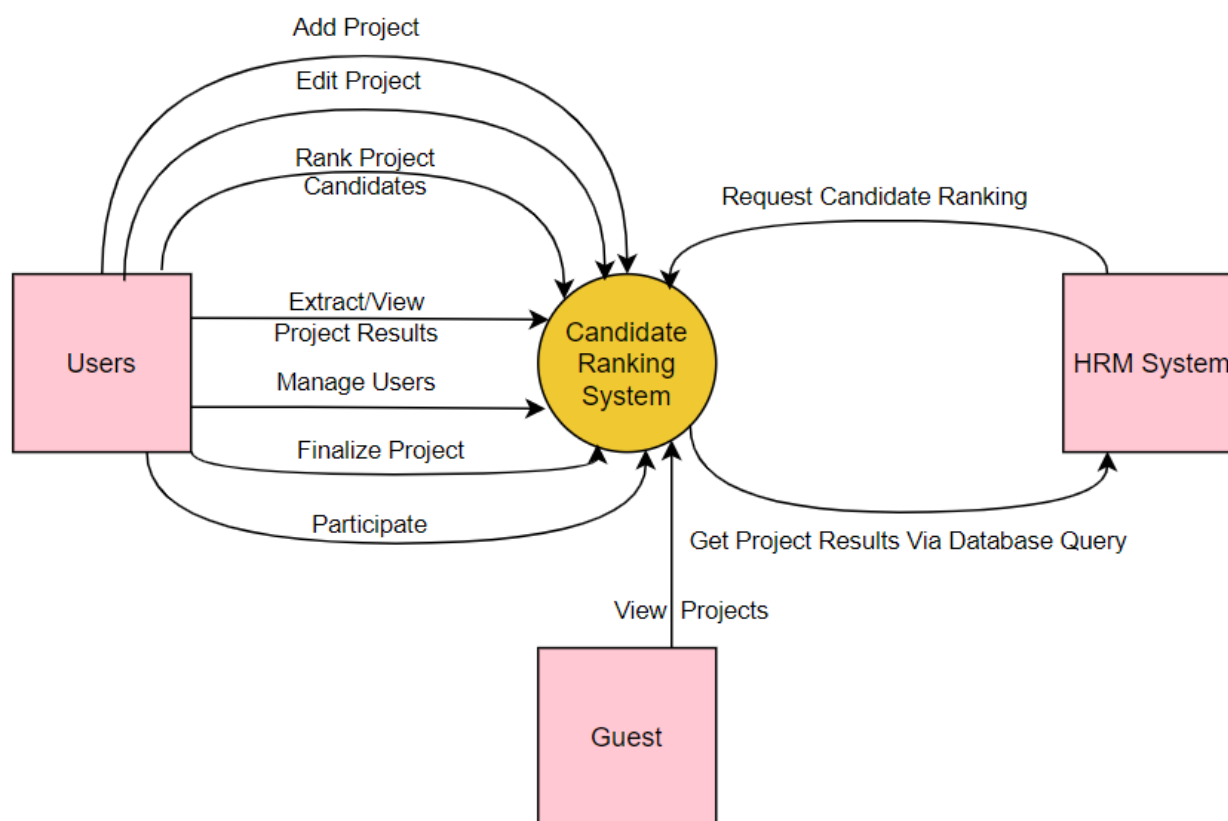 Add Project
Edit Project
Rank Project
Candidates
Request Candidate Ranking
Extract/View
Project Results
Users
Candidate
Ranking
System
HRM System
Manage Users
Finalize Project
Participate
Get Project Results Via Database Query
View Projects
Guest